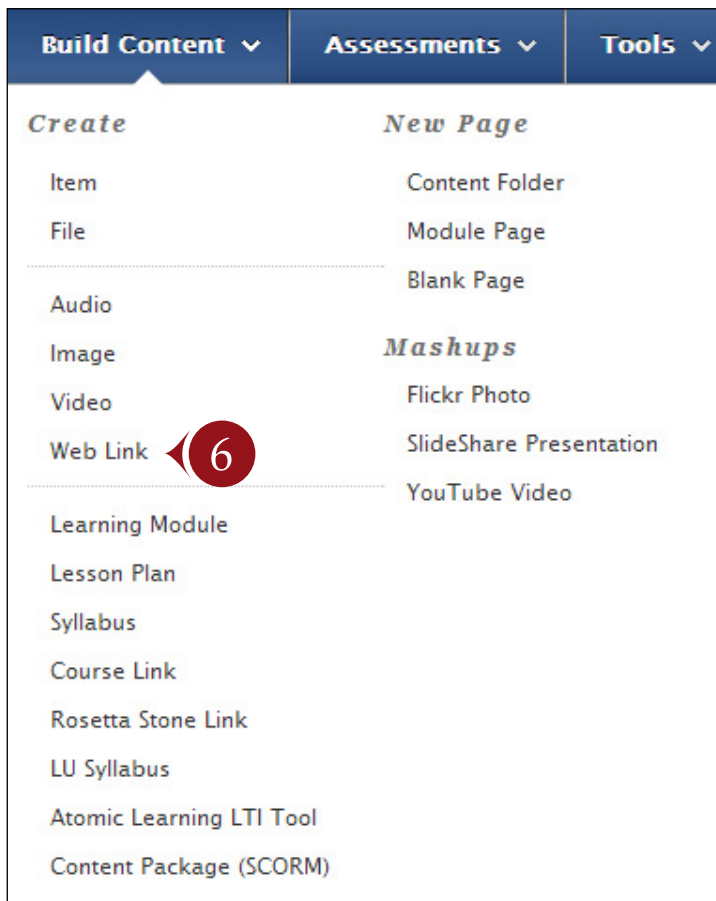 Build Content Assessments Tools
Create
Item
File
Audio
Image
Video
Web Link 6
Learning Module
Lesson Plan
Syllabus
Course Link
Rosetta Stone Link
LU Syllabus
Atomic Learning LTI Tool
Content Package (SCORM)
New Page
Content Folder
Module Page
Blank Page
Mashups
Flickr Photo
SlideShare Presentation
YouTube Video